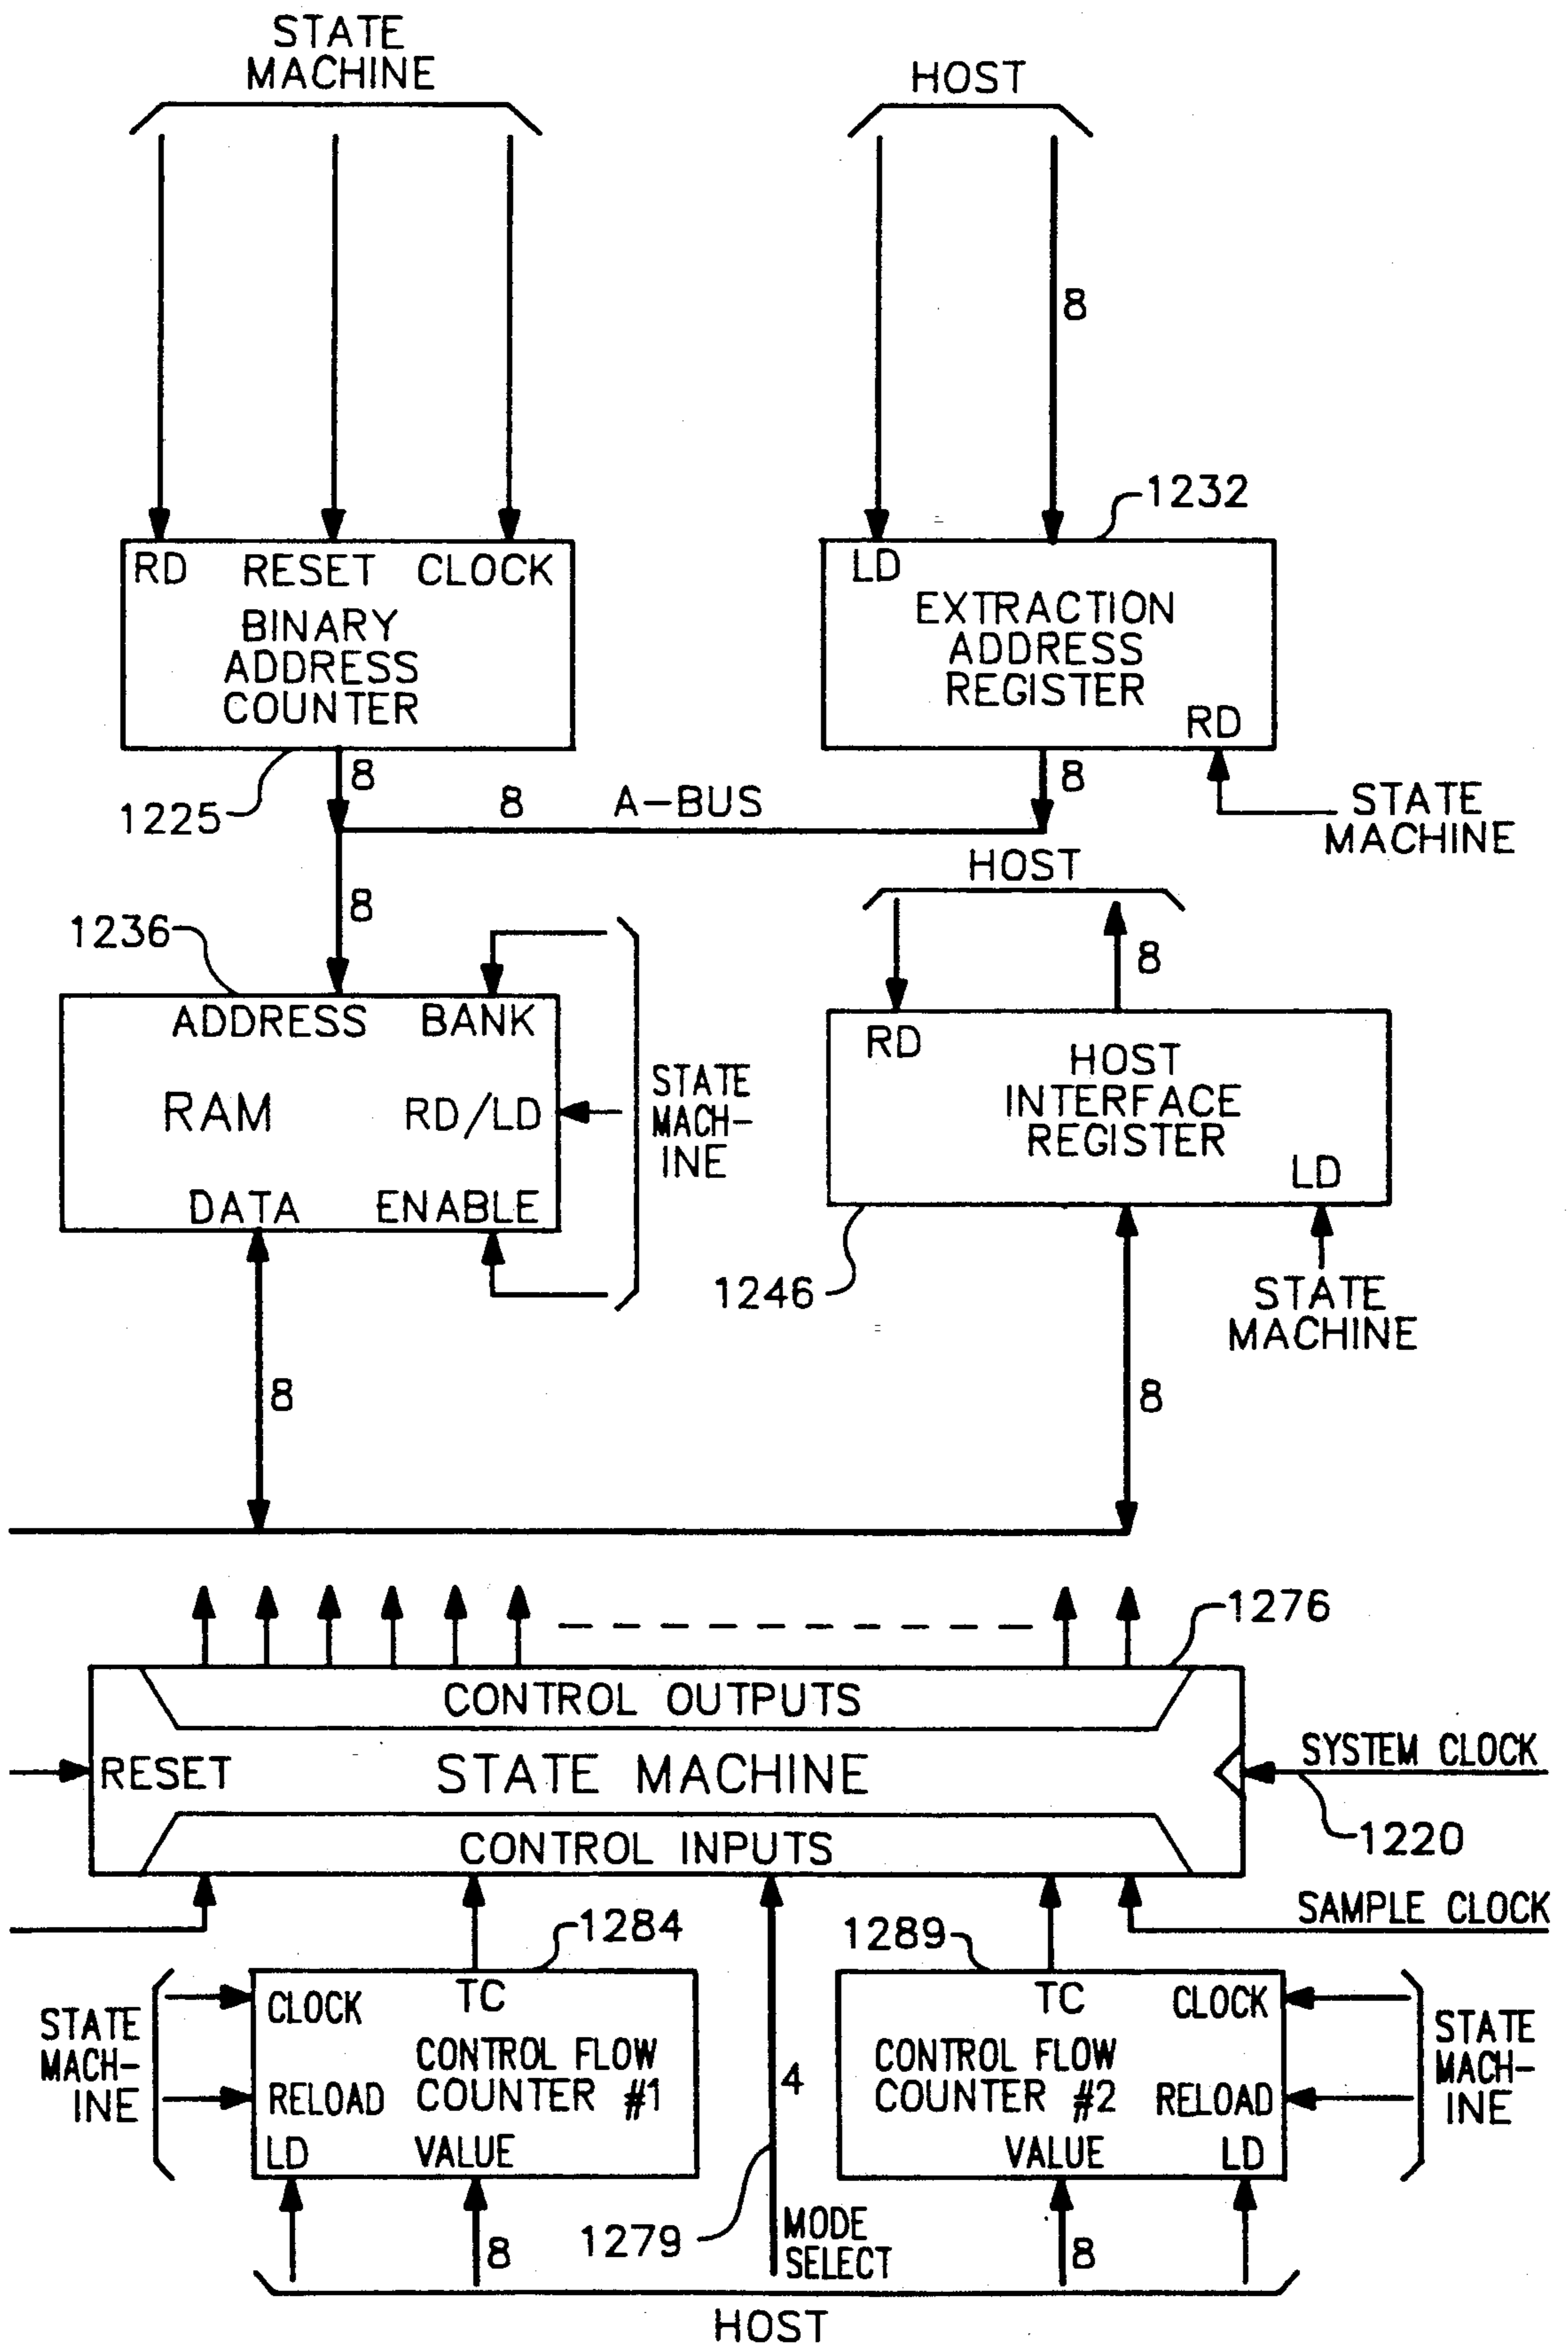 STATE
MACHINE
HOST
8
1232
RD RESET CLOCK
BINARY
ADDRESS
COUNTER
LD
EXTRACTION
ADDRESS
REGISTER
RD
1225
8
8 A-BUS
8
STATE
MACHINE
HOST
1236
8
8
ADDRESS BANK
RAM RD/LD
DATA ENABLE
STATE
MACH-
INE
RD
HOST
INTERFACE
REGISTER
LD
1246
STATE
MACHINE
8
8
1276
CONTROL OUTPUTS
RESET STATE MACHINE
CONTROL INPUTS
SYSTEM CLOCK
1220
SAMPLE CLOCK
1284
1289
STATE
MACH-
INE
CLOCK TC
CONTROL FLOW
RELOAD COUNTER #1
LD VALUE
4
TC CLOCK
CONTROL FLOW
COUNTER #2 RELOAD
VALUE LD
STATE
MACH-
INE
8
1279
MODE
SELECT
8
HOST